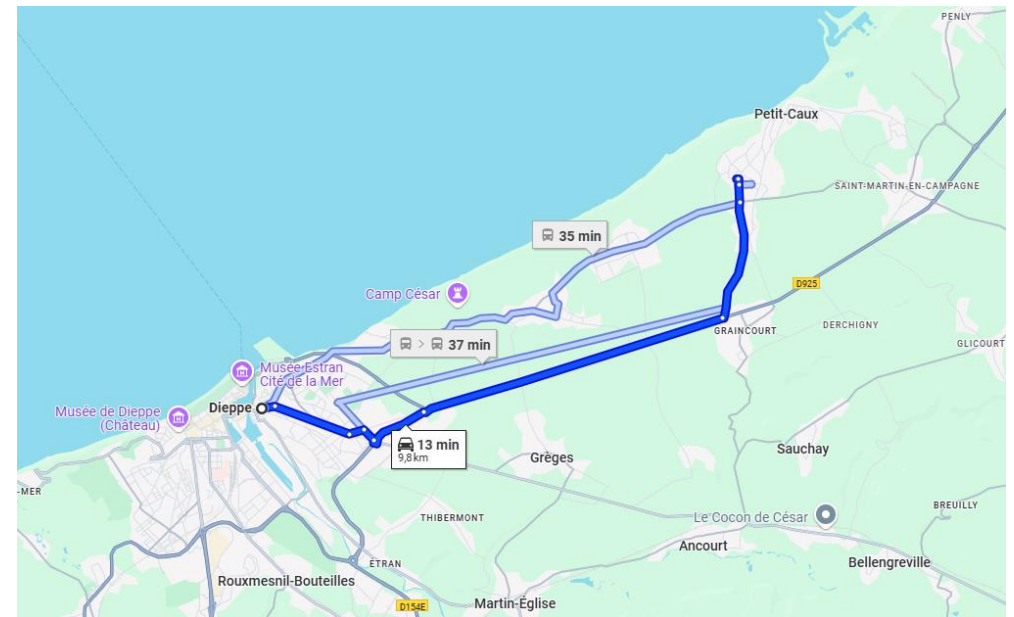 PENLY
Petit-Caux
SAINT-MARTIN-EN-CAMPAGNE
35 min
D925
Camp César
GRAINCOURT
DERCHIGNY
GLICOURT
> 37 min
Musée Estran
Cité de la Mer
Dieppe
Musée de Dieppe
(Château)
13 min
9,8 km
Grèges
Sauchay
-MER
BREUILLY
THIBERMONT
Le Cocon de César
Ancourt
ÉTRAN
Bellengreville
Rouxmesnil-Bouteilles
D154E
Martin-Église